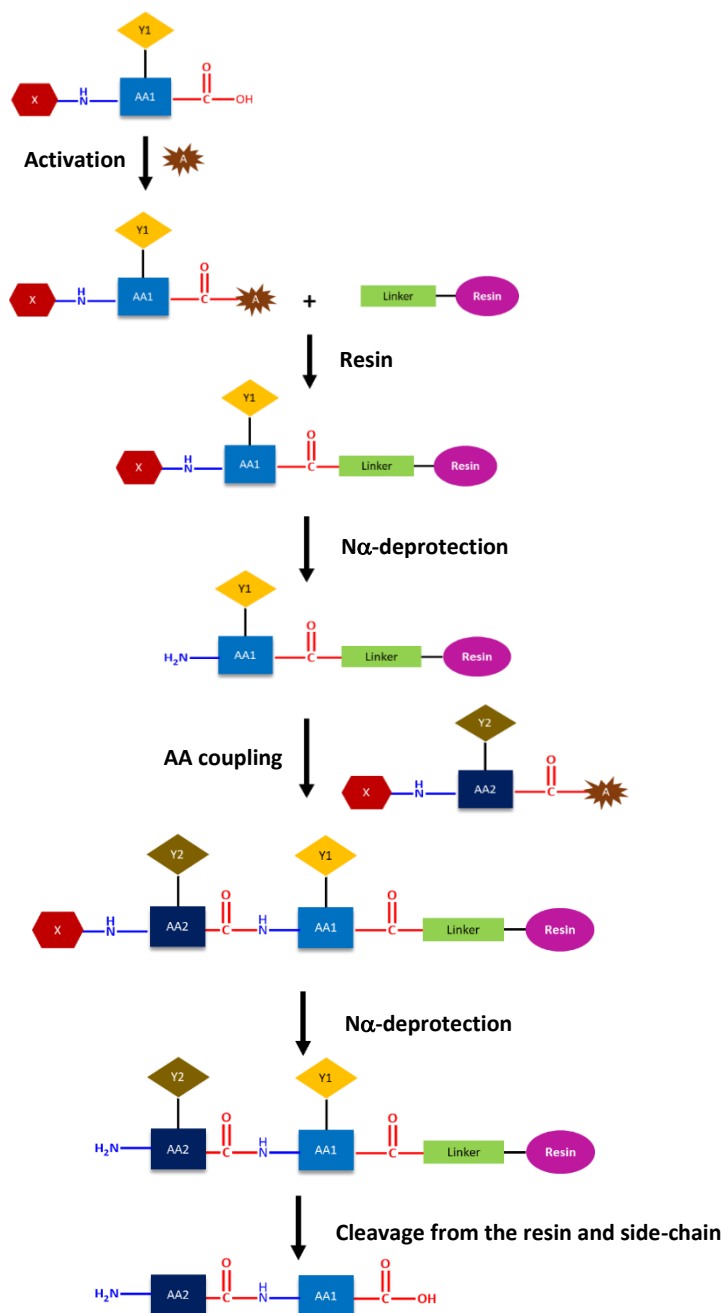 Y1
O
H
X N AA1 C OH
Activation A
Y1
O
H
X N AA1 C A + Linker Resin
Resin
Y1
O
H
X N AA1 C Linker Resin
Nα-deprotection
Y1
O
H₂N AA1 C Linker Resin
AA coupling
Y2
O
H
X N AA2 C A
Y2 Y1
O O
H H
X N AA2 C N AA1 C Linker Resin
Nα-deprotection
Y2 Y1
O O
H
H₂N AA2 C N AA1 C Linker Resin
Cleavage from the resin and side-chain
O O
H
H₂N AA2 C N AA1 C OH